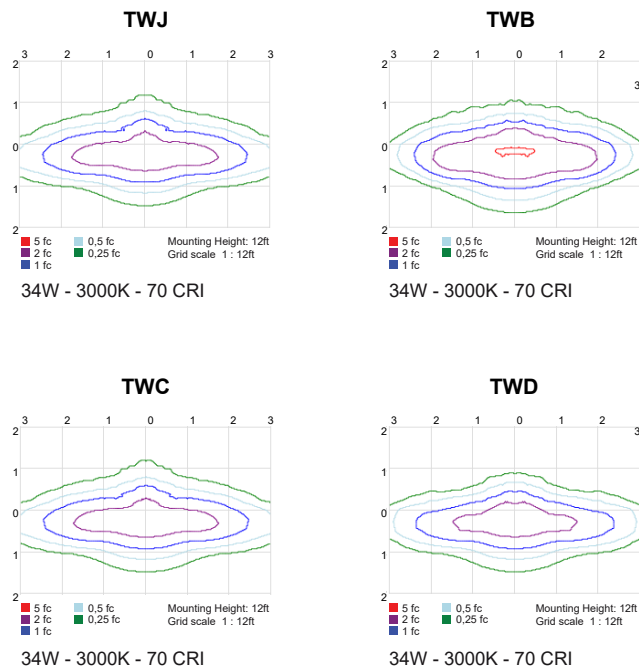 TWJ
3 2 1 0 1 2 3
2
1
0
1
2
5 fc 0,5 fc Mounting Height: 12ft
2 fc 0,25 fc Grid scale 1 : 12ft
1 fc
34W - 3000K - 70 CRI
TWB
3 2 1 0 1 2
3
2
1
0
1
2
5 fc 0,5 fc Mounting Height: 12ft
2 fc 0,25 fc Grid scale 1 : 12ft
1 fc
34W - 3000K - 70 CRI
TWC
3 2 1 0 1 2 3
2
1
0
1
2
5 fc 0,5 fc Mounting Height: 12ft
2 fc 0,25 fc Grid scale 1 : 12ft
1 fc
34W - 3000K - 70 CRI
TWD
3 2 1 0 1 2 3
2
1
0
1
2
5 fc 0,5 fc Mounting Height: 12ft
2 fc 0,25 fc Grid scale 1 : 12ft
1 fc
34W - 3000K - 70 CRI